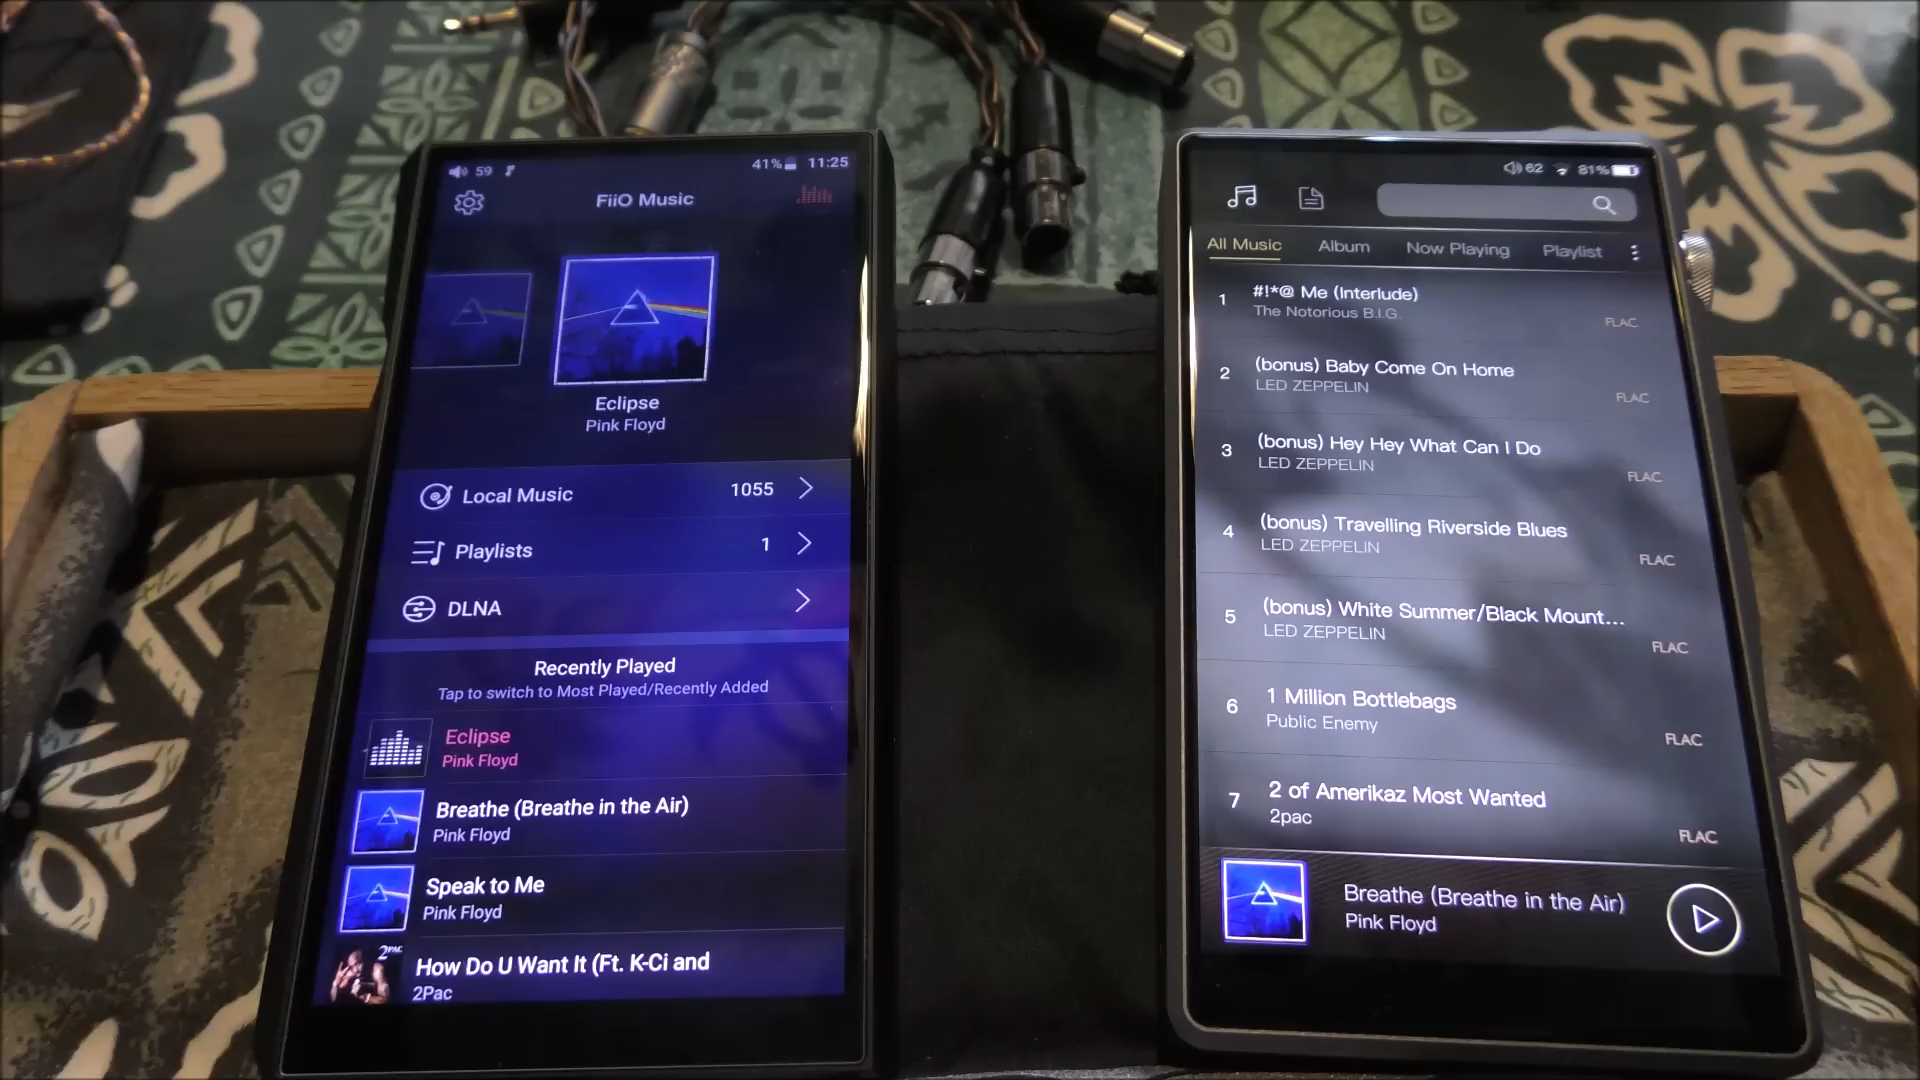 59
41%
11:25
FiiO Music
Eclipse
Pink Floyd
Local Music 1055
Playlists 1
DLNA
Recently Played
Tap to switch to Most Played/Recently Added
Eclipse
Pink Floyd
Breathe (Breathe in the Air)
Pink Floyd
Speak to Me
Pink Floyd
2PAC
How Do U Want It (Ft. K-Ci and
2Pac
62
81%
All Music Album Now Playing Playlist
1 #!*@ Me (Interlude)
The Notorious B.I.G.
FLAC
2 (bonus) Baby Come On Home
LED ZEPPELIN
FLAC
3 (bonus) Hey Hey What Can I Do
LED ZEPPELIN
FLAC
4 (bonus) Travelling Riverside Blues
LED ZEPPELIN
FLAC
5 (bonus) White Summer/Black Mount...
LED ZEPPELIN
FLAC
6 1 Million Bottlebags
Public Enemy
FLAC
7 2 of Amerikaz Most Wanted
2pac
FLAC
Breathe (Breathe in the Air)
Pink Floyd